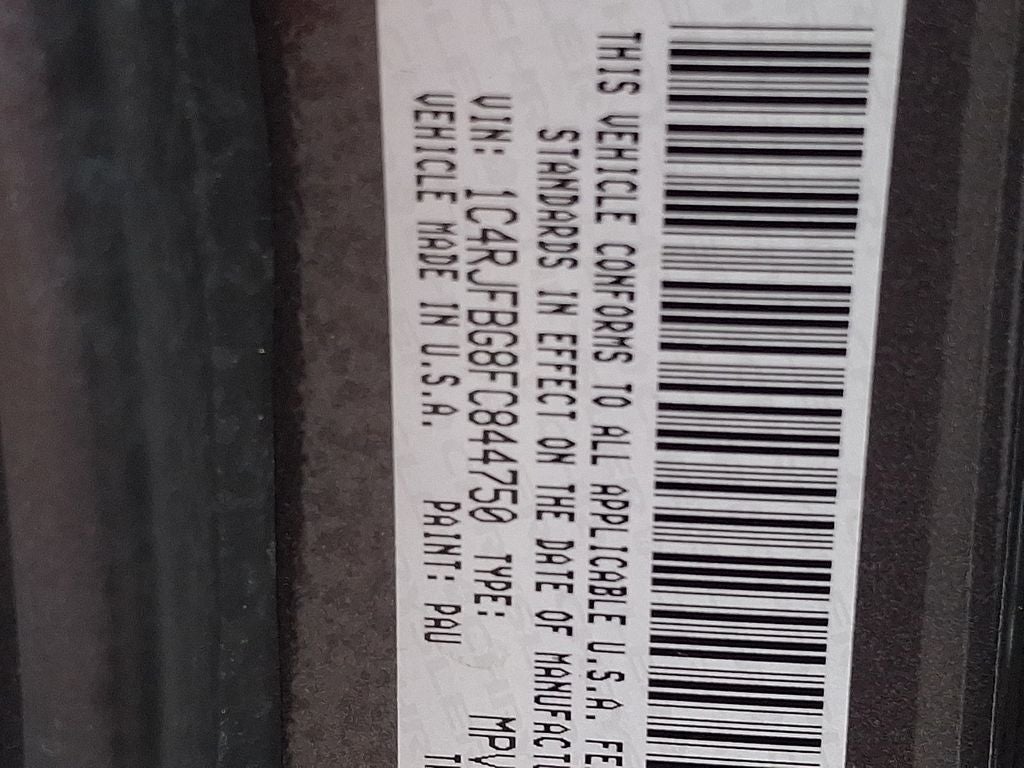 THIS VEHICLE CONFORMS TO ALL APPLICABLE U.S.A. FE
STANDARDS IN EFFECT ON THE DATE OF MANUFACTU
VIN: 1C4RJFBG8FC844750 TYPE: MPV
VEHICLE MADE IN U.S.A. PAINT: PAU